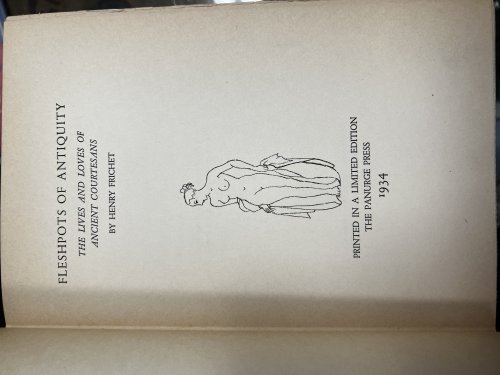 FLESHPOTS OF ANTIQUITY
THE LIVES AND LOVES OF
ANCIENT COURTESANS
BY HENRY FRICHET
PRINTED IN A LIMITED EDITION
THE PANURGE PRESS
1934